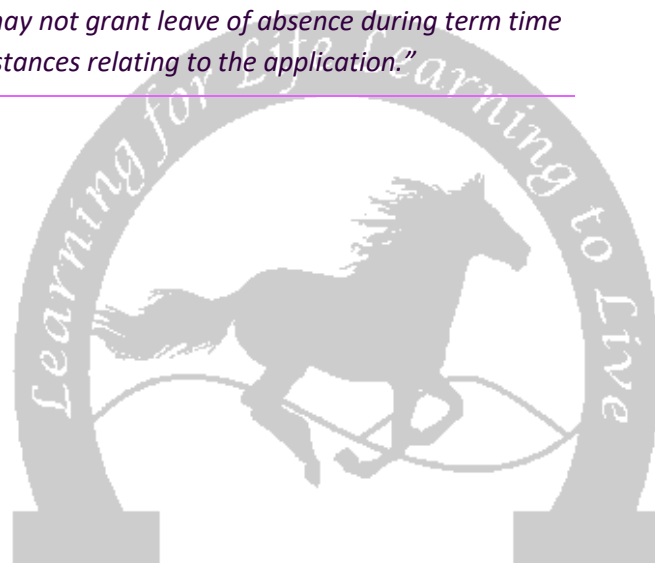 may not grant leave of absence during term time
stances relating to the application.”
Learning for Life Learning to Live